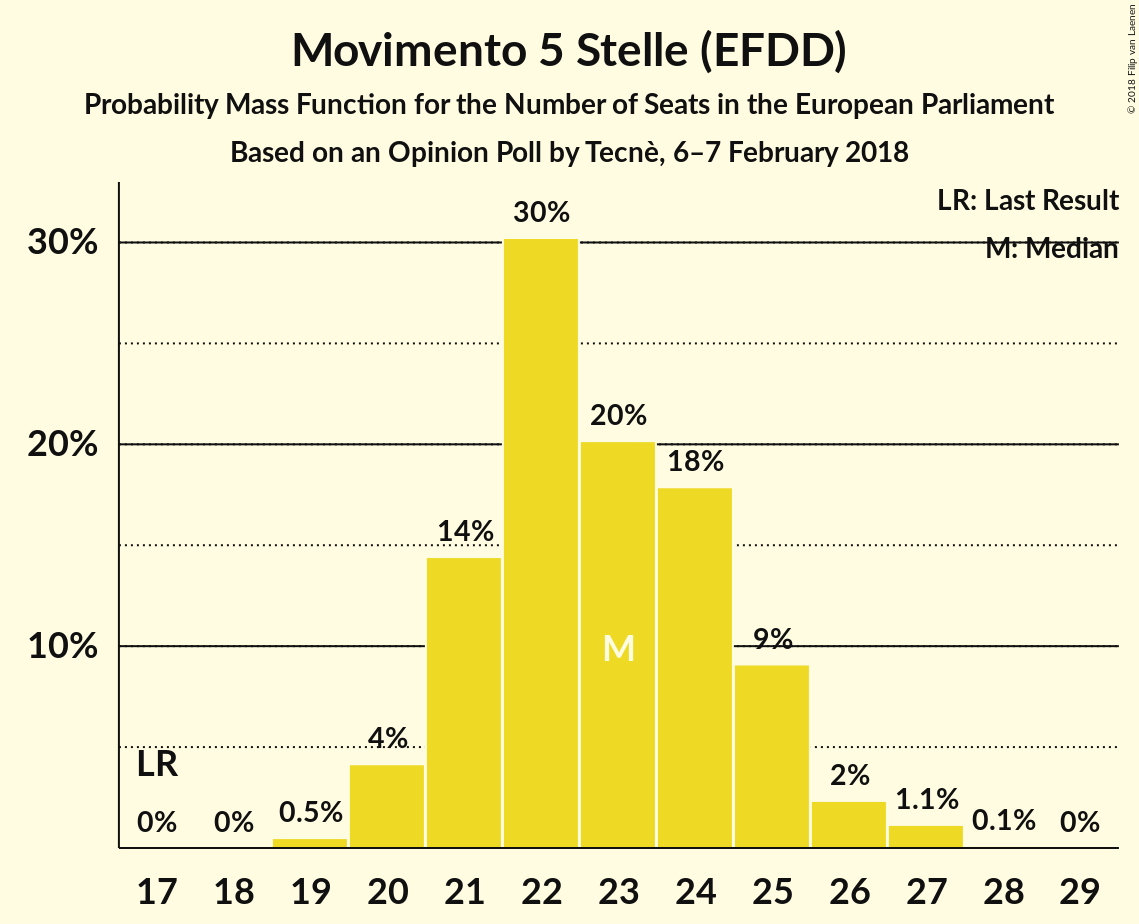 Movimento 5 Stelle (EFDD)
Probability Mass Function for the Number of Seats in the European Parliament
Based on an Opinion Poll by Tecnè, 6–7 February 2018
© 2018 Filip van Laenen
LR: Last Result
M: Median
30%
20%
10%
30%
20%
18%
14%
9%
4%
2%
1.1%
0.5%
0.1%
0%
0%
0%
LR
M
17 18 19 20 21 22 23 24 25 26 27 28 29